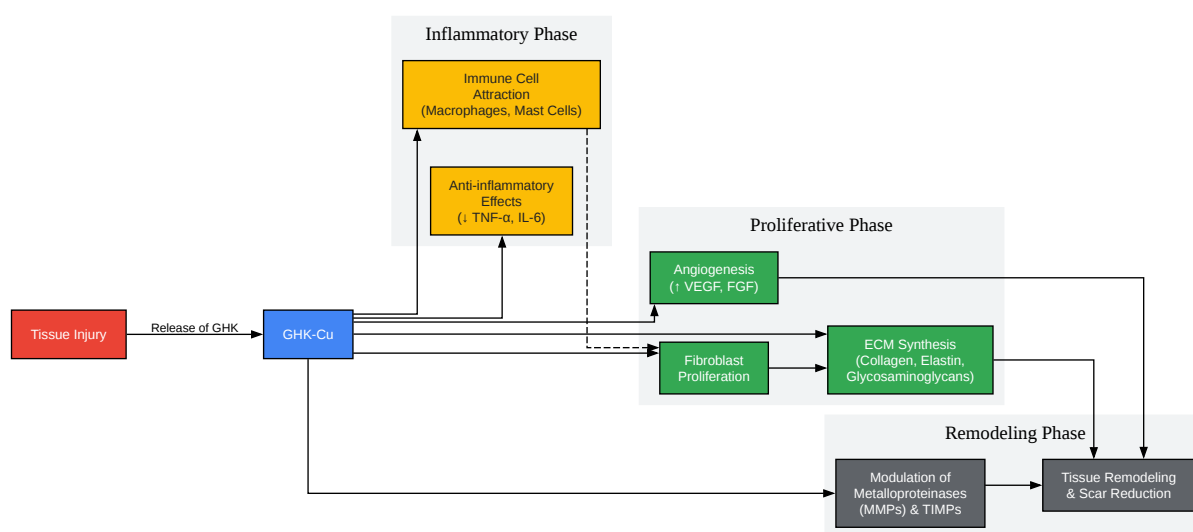 Inflammatory Phase
Immune Cell
Attraction
(Macrophages, Mast Cells)
Anti-inflammatory
Effects
(↓ TNF-α, IL-6)
Proliferative Phase
Angiogenesis
(↑ VEGF, FGF)
Tissue Injury
Release of GHK
GHK-Cu
Fibroblast
Proliferation
ECM Synthesis
(Collagen, Elastin,
Glycosaminoglycans)
Remodeling Phase
Modulation of
Metalloproteinases
(MMPs) & TIMPs
Tissue Remodeling
& Scar Reduction